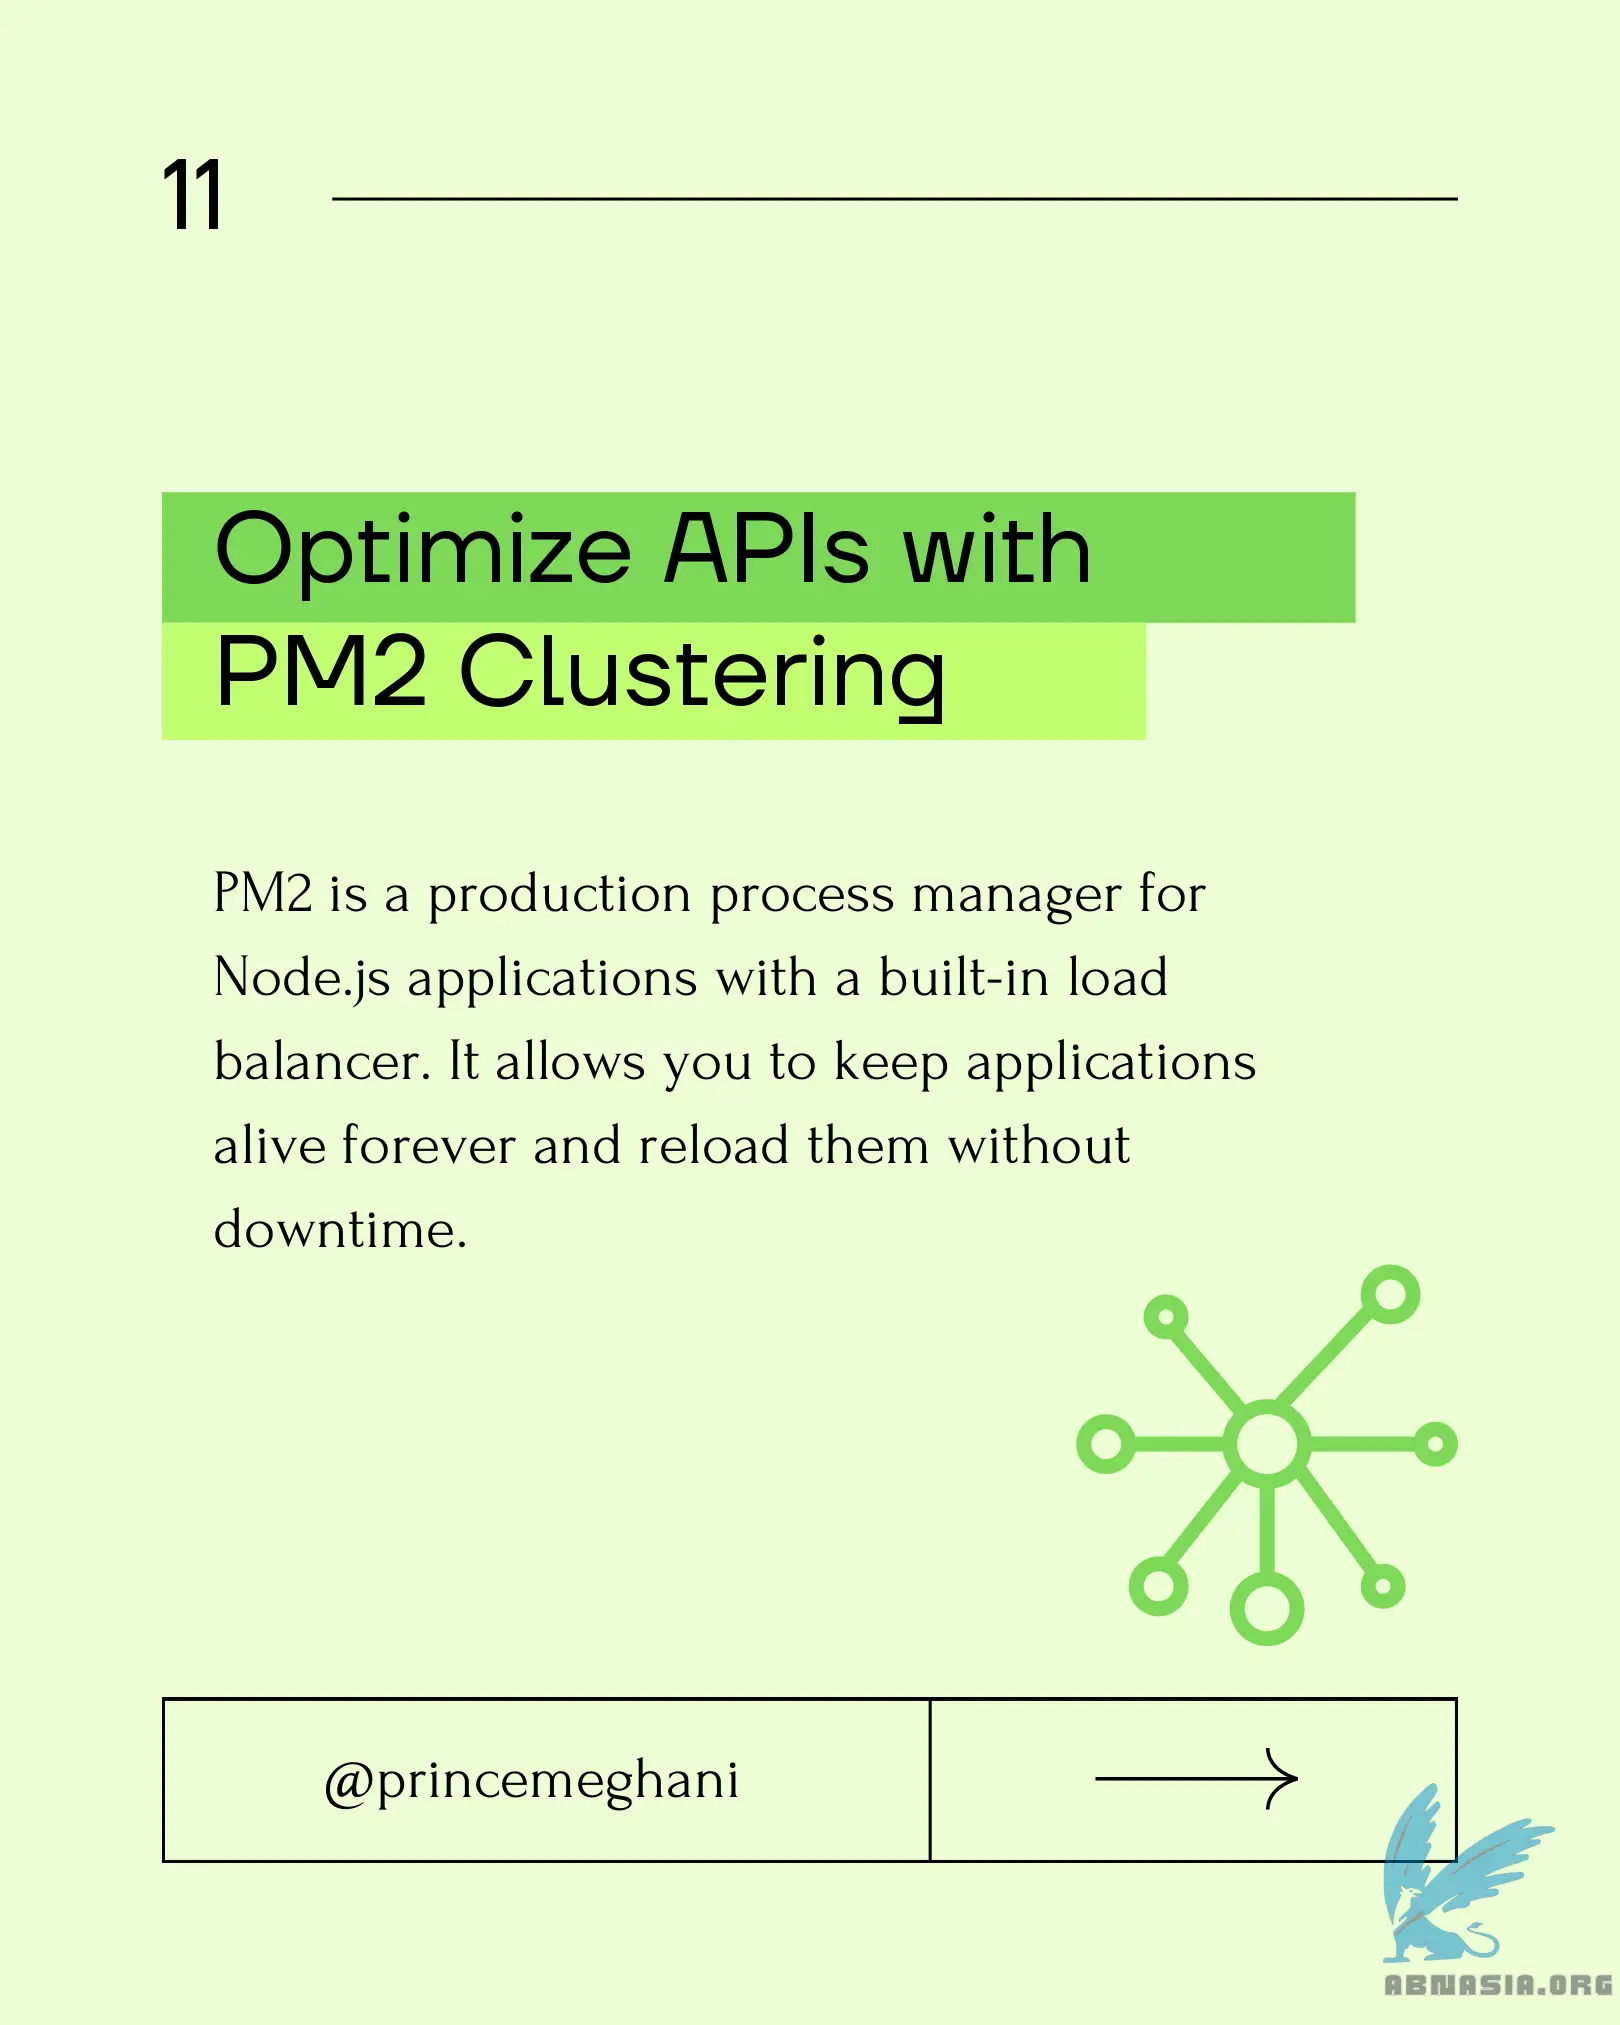 11
Optimize APIs with
PM2 Clustering
PM2 is a production process manager for
Node.js applications with a built-in load
balancer. It allows you to keep applications
alive forever and reload them without
downtime.
@princemeghani
ABNASIA.ORG